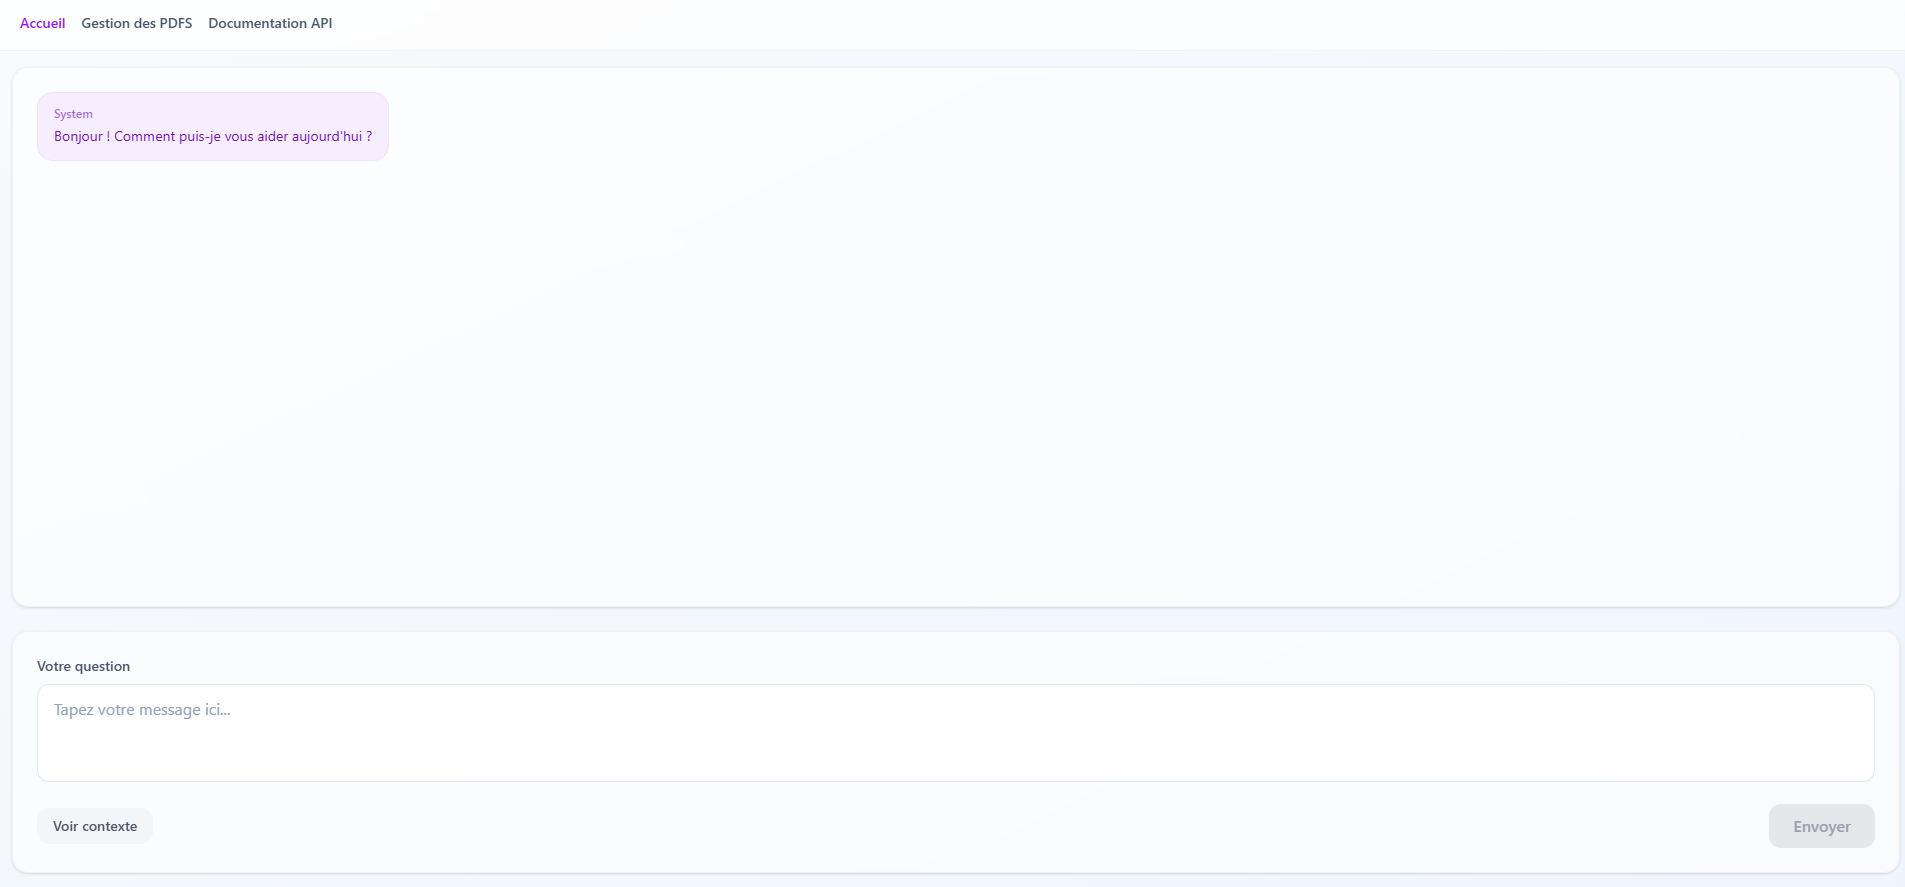 Accueil Gestion des PDFS Documentation API
System
Bonjour ! Comment puis-je vous aider aujourd'hui ?
Votre question
Tapez votre message ici...
Voir contexte
Envoyer